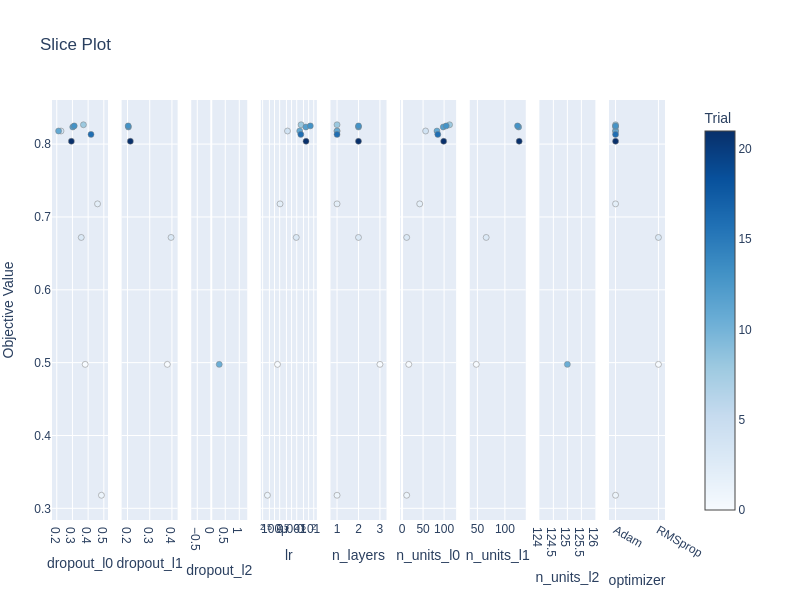 Slice Plot
Trial
Objective Value
0.8
0.7
0.6
0.5
0.4
0.3
20
15
10
5
0
0.2 0.3 0.4 0.5
0.2 0.3 0.4
−0.5 0 0.5 1
1 2 3
0 50 100
50 100
124 124.5 125 125.5 126
Adam RMSprop
dropout_l0 dropout_l1 dropout_l2 lr n_layers n_units_l0 n_units_l1 n_units_l2 optimizer